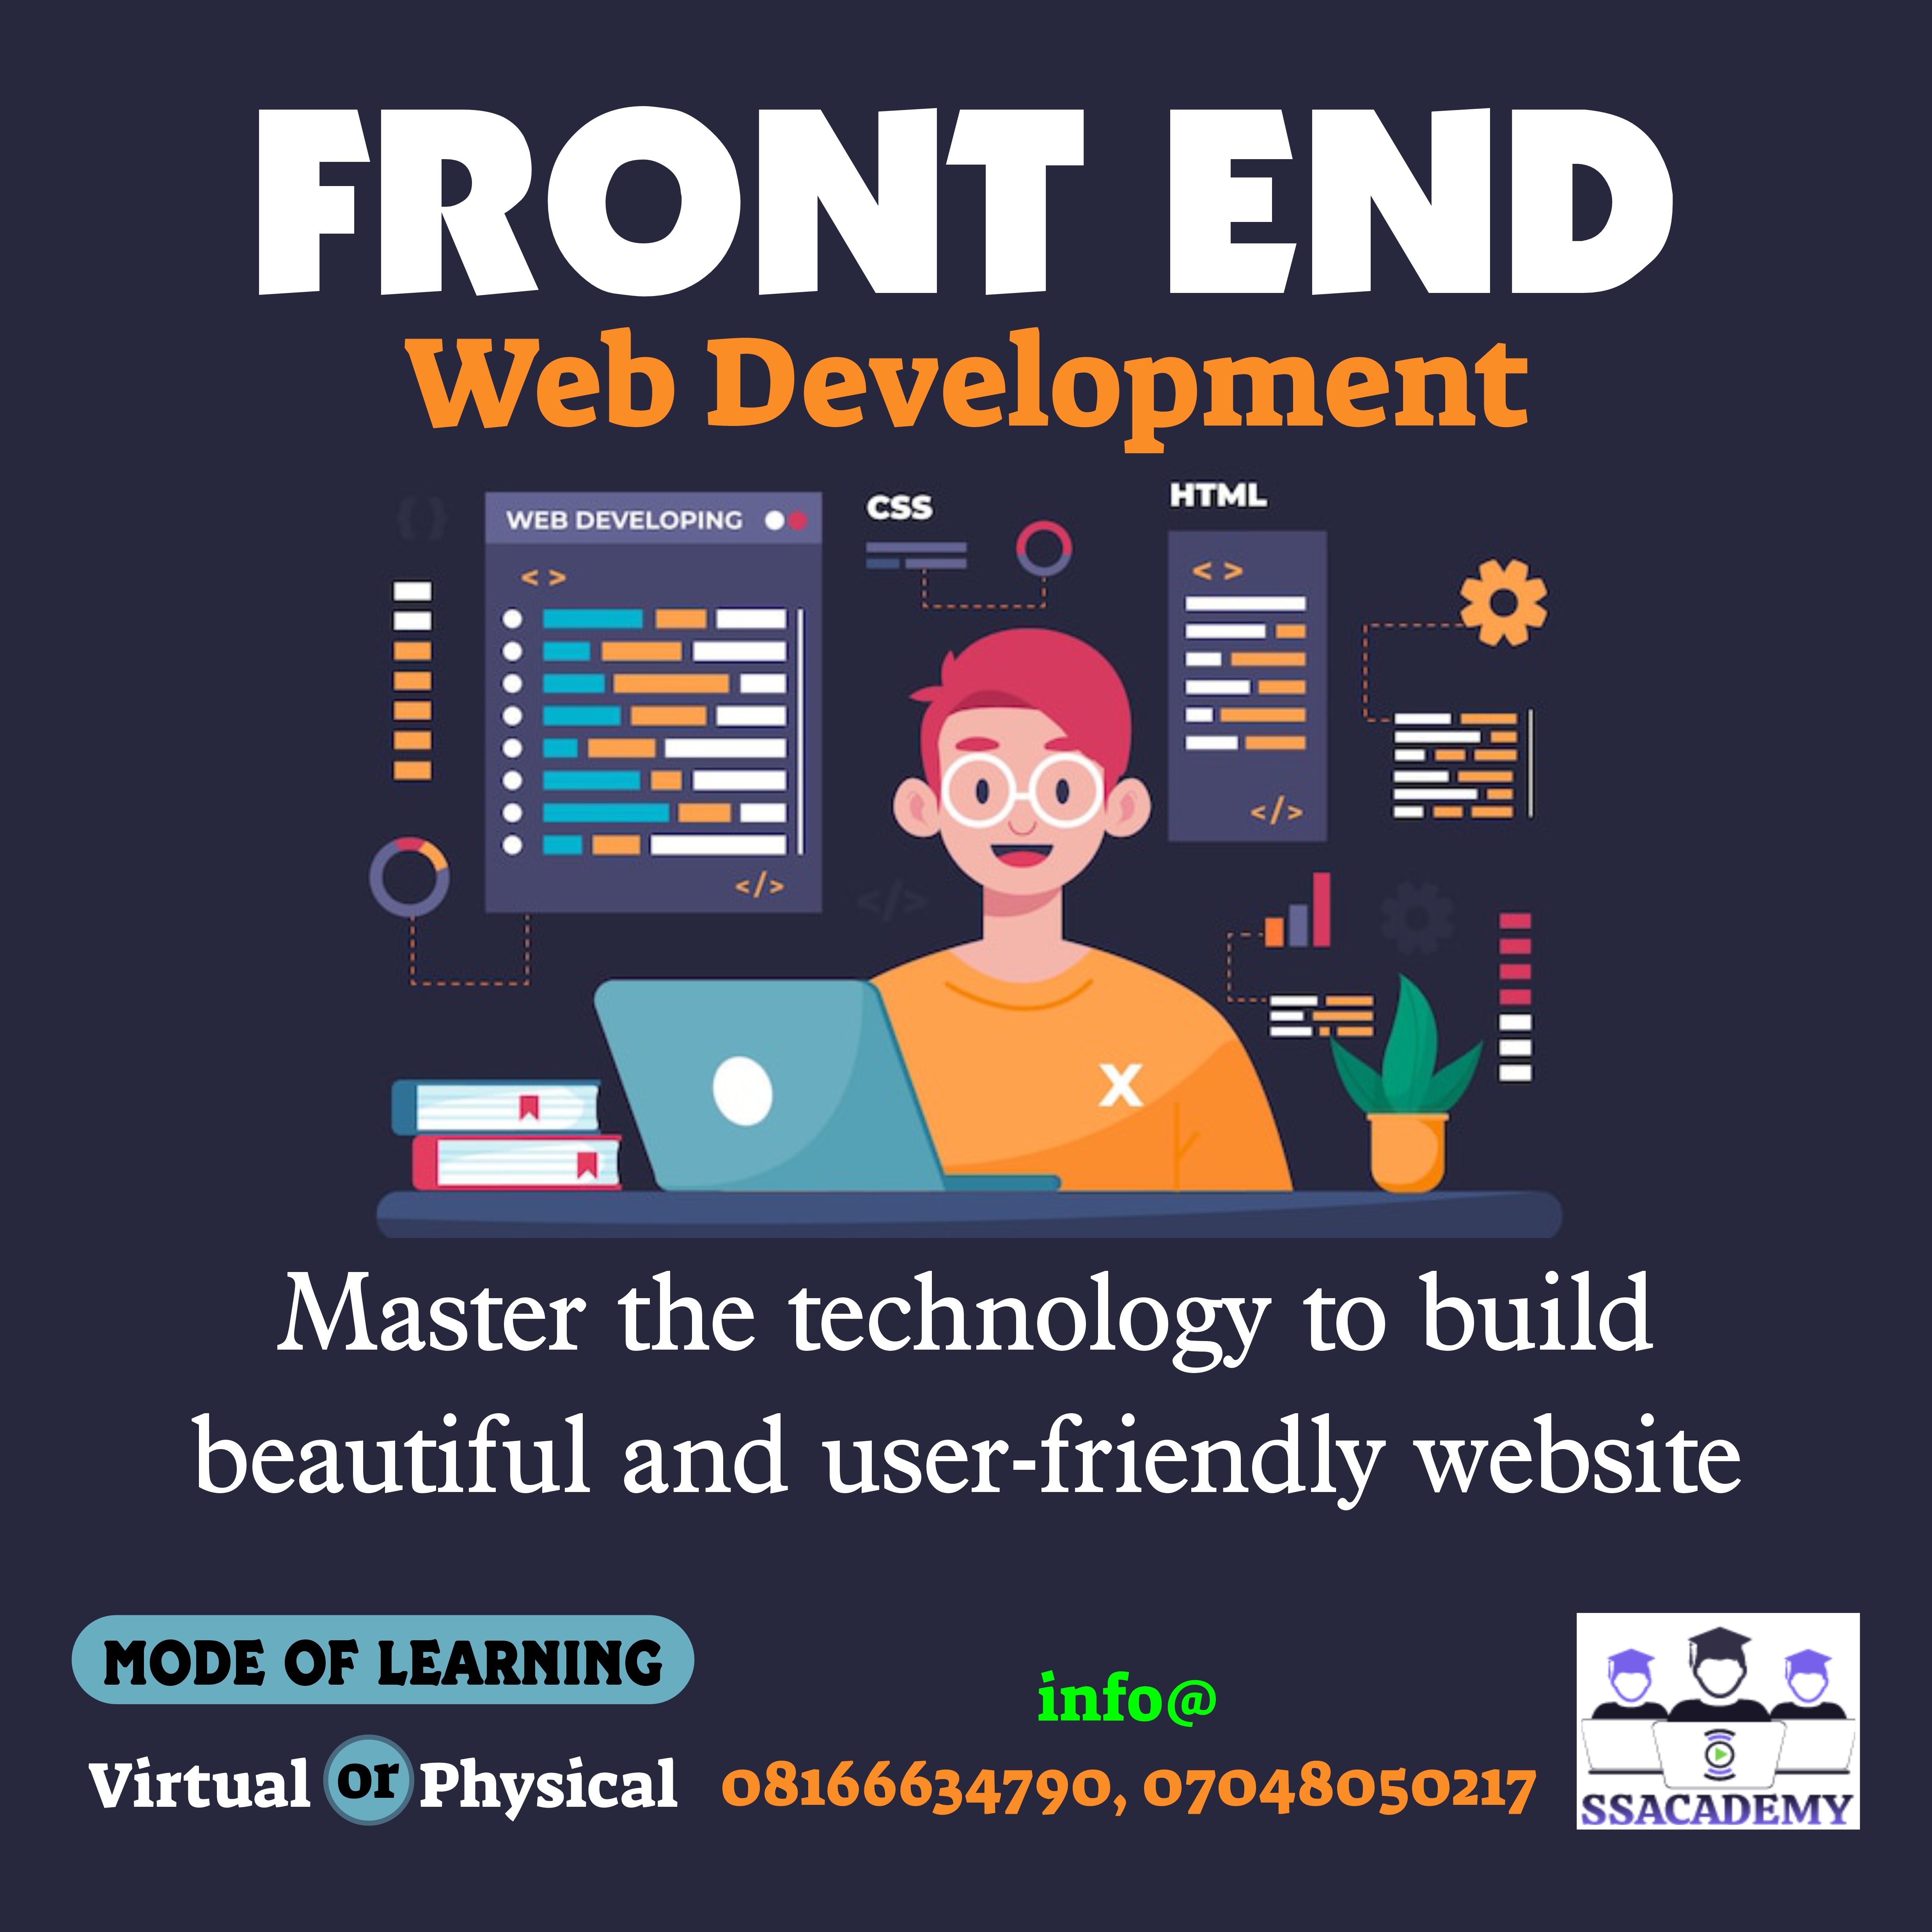 FRONT END
Web Development
WEB DEVELOPING
CSS
HTML
{ }
< >
< >
</>
</>
</>
X
Master the technology to build
beautiful and user-friendly website
MODE OF LEARNING
Virtual or Physical
info@
08166634790, 07048050217
SSACADEMY